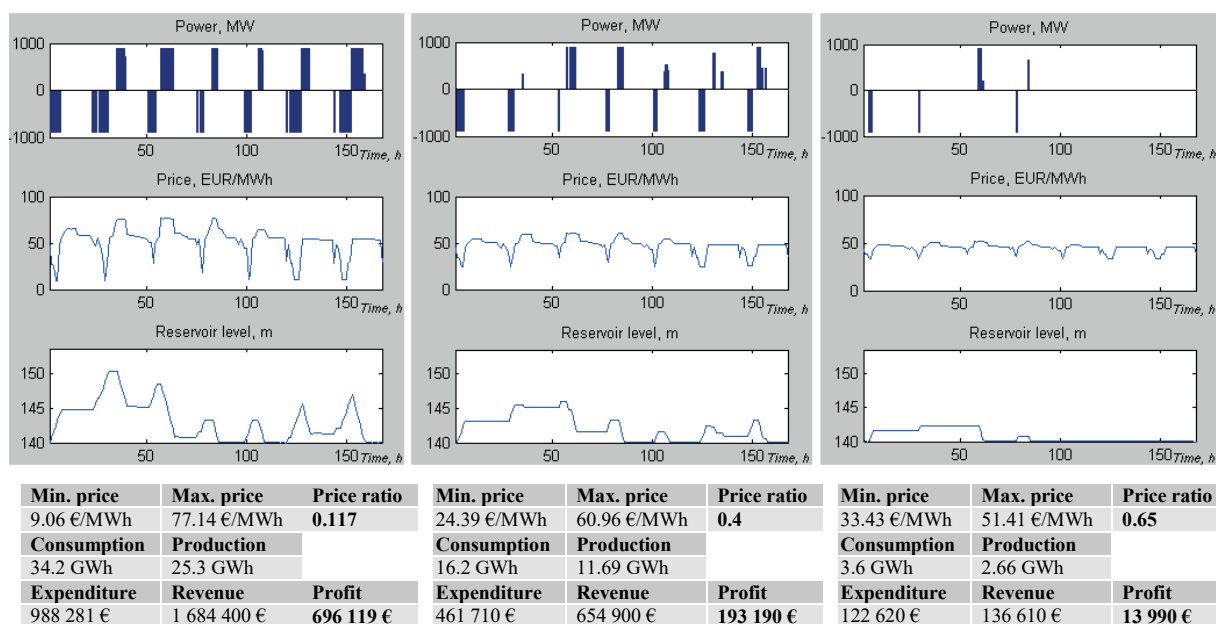 Power, MW
1000
0
-1000
50
100
150
Time, h
Price, EUR/MWh
100
50
0
50
100
150
Time, h
Reservoir level, m
150
145
140
50
100
150
Time, h
Power, MW
1000
0
-1000
50
100
150
Time, h
Price, EUR/MWh
100
50
0
50
100
150
Time, h
Reservoir level, m
150
145
140
50
100
150
Time, h
Power, MW
1000
0
-1000
50
100
150
Time, h
Price, EUR/MWh
100
50
0
50
100
150
Time, h
Reservoir level, m
150
145
140
50
100
150
Time, h
Min. price Max. price Price ratio
9.06 €/MWh 77.14 €/MWh 0.117
Consumption Production
34.2 GWh 25.3 GWh
Expenditure Revenue Profit
988 281 € 1 684 400 € 696 119 €
Min. price Max. price Price ratio
24.39 €/MWh 60.96 €/MWh 0.4
Consumption Production
16.2 GWh 11.69 GWh
Expenditure Revenue Profit
461 710 € 654 900 € 193 190 €
Min. price Max. price Price ratio
33.43 €/MWh 51.41 €/MWh 0.65
Consumption Production
3.6 GWh 2.66 GWh
Expenditure Revenue Profit
122 620 € 136 610 € 13 990 €